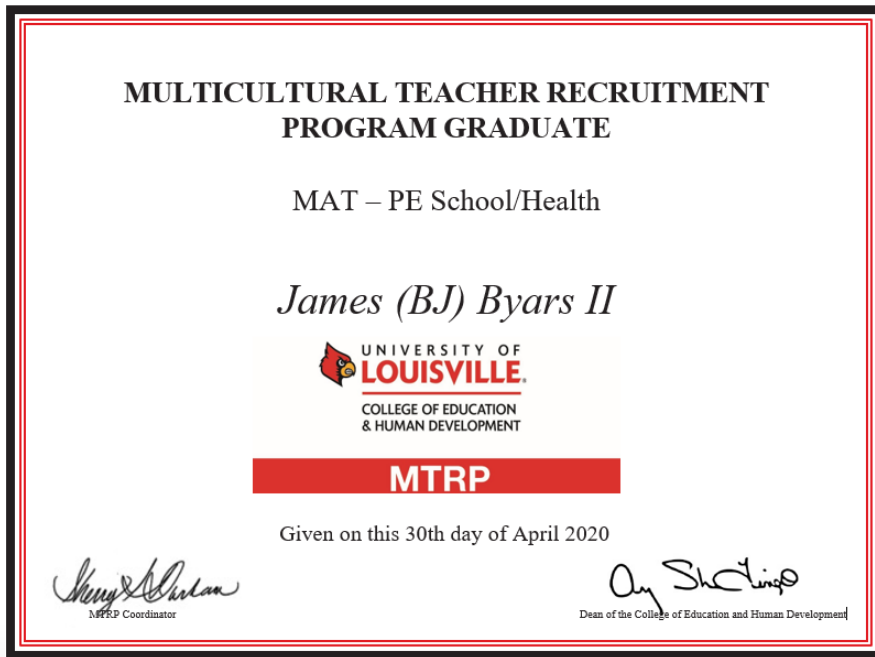 MULTICULTURAL TEACHER RECRUITMENT
PROGRAM GRADUATE
MAT – PE School/Health
James (BJ) Byars II
UNIVERSITY OF
LOUISVILLE.
COLLEGE OF EDUCATION
& HUMAN DEVELOPMENT
MTRP
Given on this 30th day of April 2020
MTRP Coordinator
Dean of the College of Education and Human Development